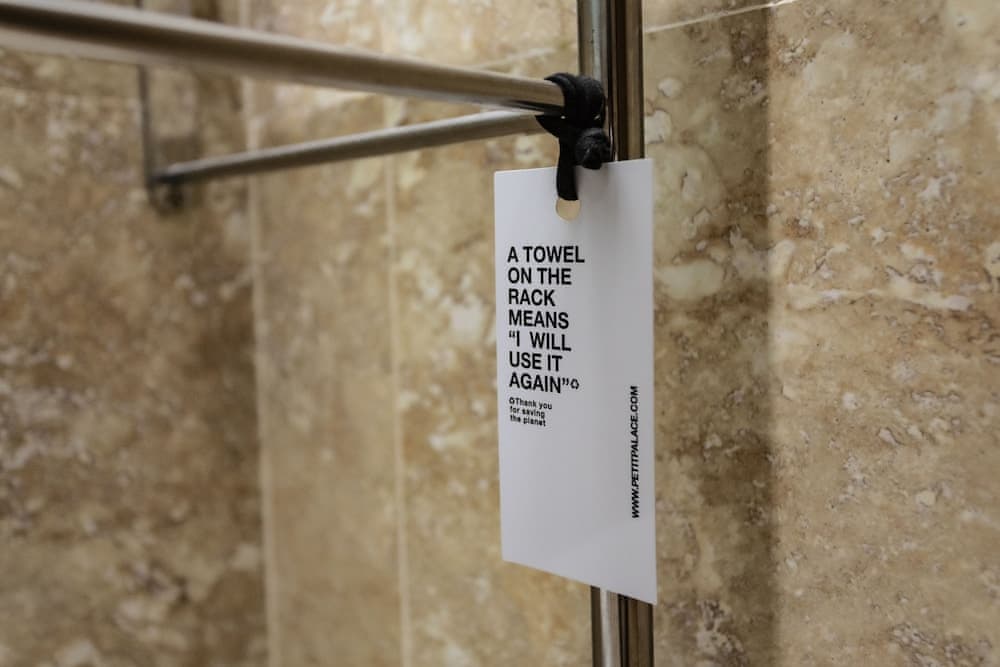 A TOWEL
ON THE
RACK
MEANS
“I WILL
USE IT
AGAIN”♻
♻Thank you
for saving
the planet
WWW.PETITPALACE.COM